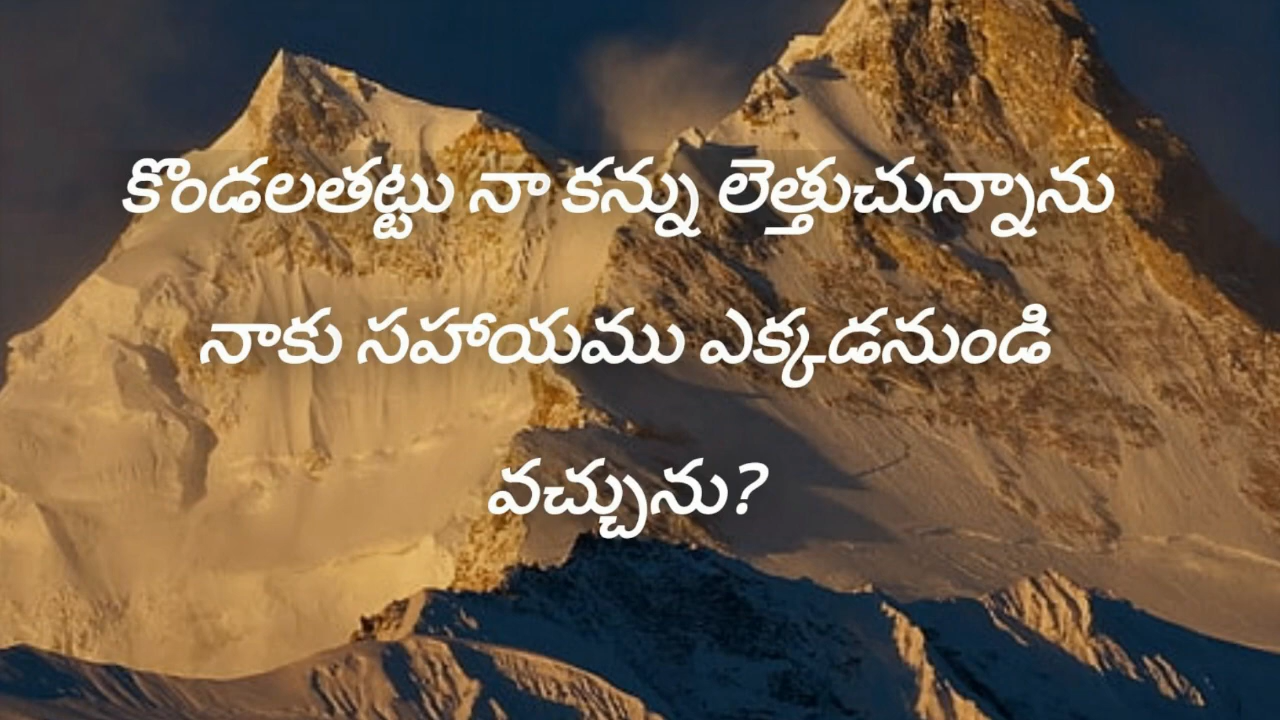 కొండలతట్టు నా కన్ను లెత్తుచున్నాను
నాకు సహాయము ఎక్కడనుండి
వచ్చును?